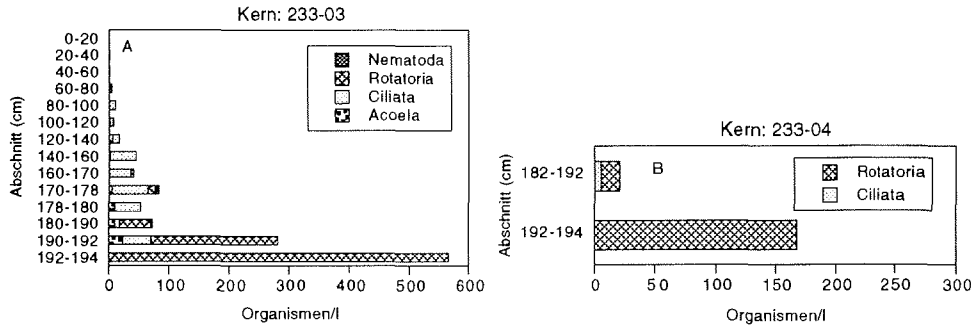 Kern: 233-03
A
Abschnitt (cm)
0-20
20-40
40-60
60-80
80-100
100-120
120-140
140-160
160-170
170-178
178-180
180-190
190-192
192-194
Nematoda
Rotatoria
Ciliata
Acoela
0 100 200 300 400 500 600
Organismen/l
Kern: 233-04
B
Abschnitt (cm)
182-192
192-194
Rotatoria
Ciliata
0 50 100 150 200 250 300
Organismen/l